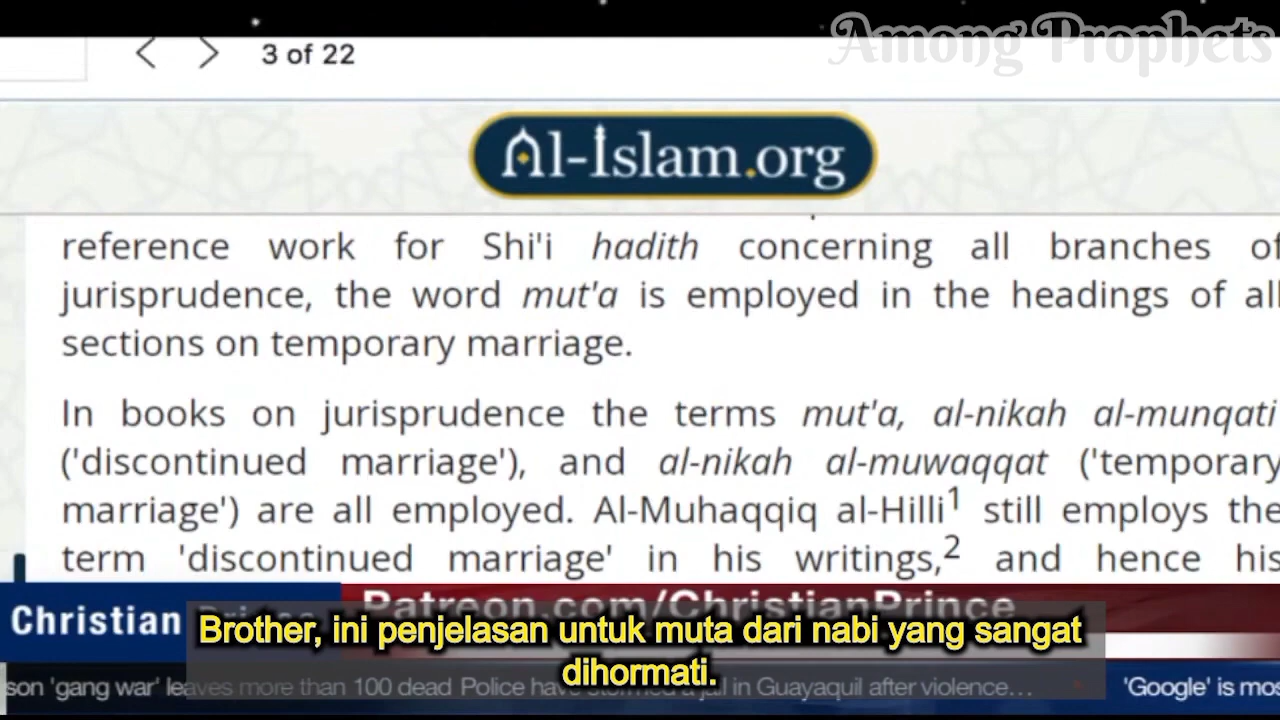 Among Prophets
3 of 22
Al-Islam.org
reference work for Shi'i hadith concerning all branches of
jurisprudence, the word mut'a is employed in the headings of all
sections on temporary marriage.
In books on jurisprudence the terms mut'a, al-nikah al-munqati
('discontinued marriage'), and al-nikah al-muwaqqat ('temporary
marriage') are all employed. Al-Muhaqqiq al-Hilli1 still employs the
term 'discontinued marriage' in his writings,2 and hence his
Christian Prince
Patreon.com/ChristianPrince
Brother, ini penjelasan untuk muta dari nabi yang sangat
dihormati.
son 'gang war' leaves more than 100 dead Police have stormed a jail in Guayaquil after violence... 'Google' is mos